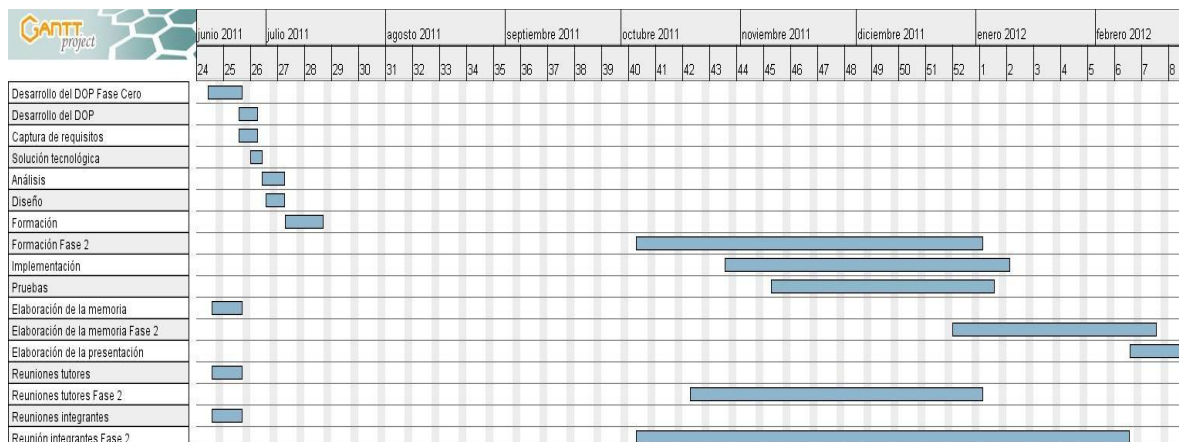 GANTT
project
junio 2011 julio 2011 agosto 2011 septiembre 2011 octubre 2011 noviembre 2011 diciembre 2011 enero 2012 febrero 2012
24 25 26 27 28 29 30 31 32 33 34 35 36 37 38 39 40 41 42 43 44 45 46 47 48 49 50 51 52 1 2 3 4 5 6 7 8
Desarrollo del DOP Fase Cero
Desarrollo del DOP
Captura de requisitos
Solución tecnológica
Análisis
Diseño
Formación
Formación Fase 2
Implementación
Pruebas
Elaboración de la memoria
Elaboración de la memoria Fase 2
Elaboración de la presentación
Reuniones tutores
Reuniones tutores Fase 2
Reuniones integrantes
Reunión integrantes Fase 2